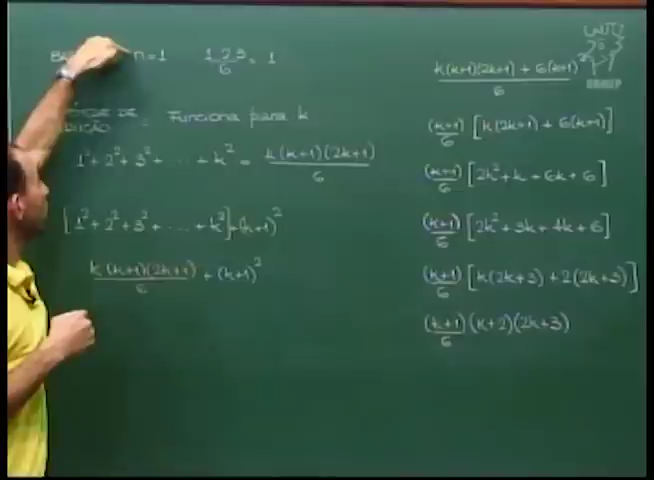 n=1 1.2.3/6 = 1
Funciona para k
1²+2²+3²+ ... +k² = k(k+1)(2k+1)/6
[1²+2²+3²+ ... +k²]+(k+1)²
k(k+1)(2k+1)/6 + (k+1)²
k(k+1)(2k+1) + 6(k+1)²/6
(k+1)/6 [k(2k+1) + 6(k+1)]
(k+1)/6 [2k²+k+6k+6]
(k+1)/6 [2k²+3k+4k+6]
(k+1)/6 [k(2k+3) + 2(2k+3)]
(k+1)/6 (k+2)(2k+3)